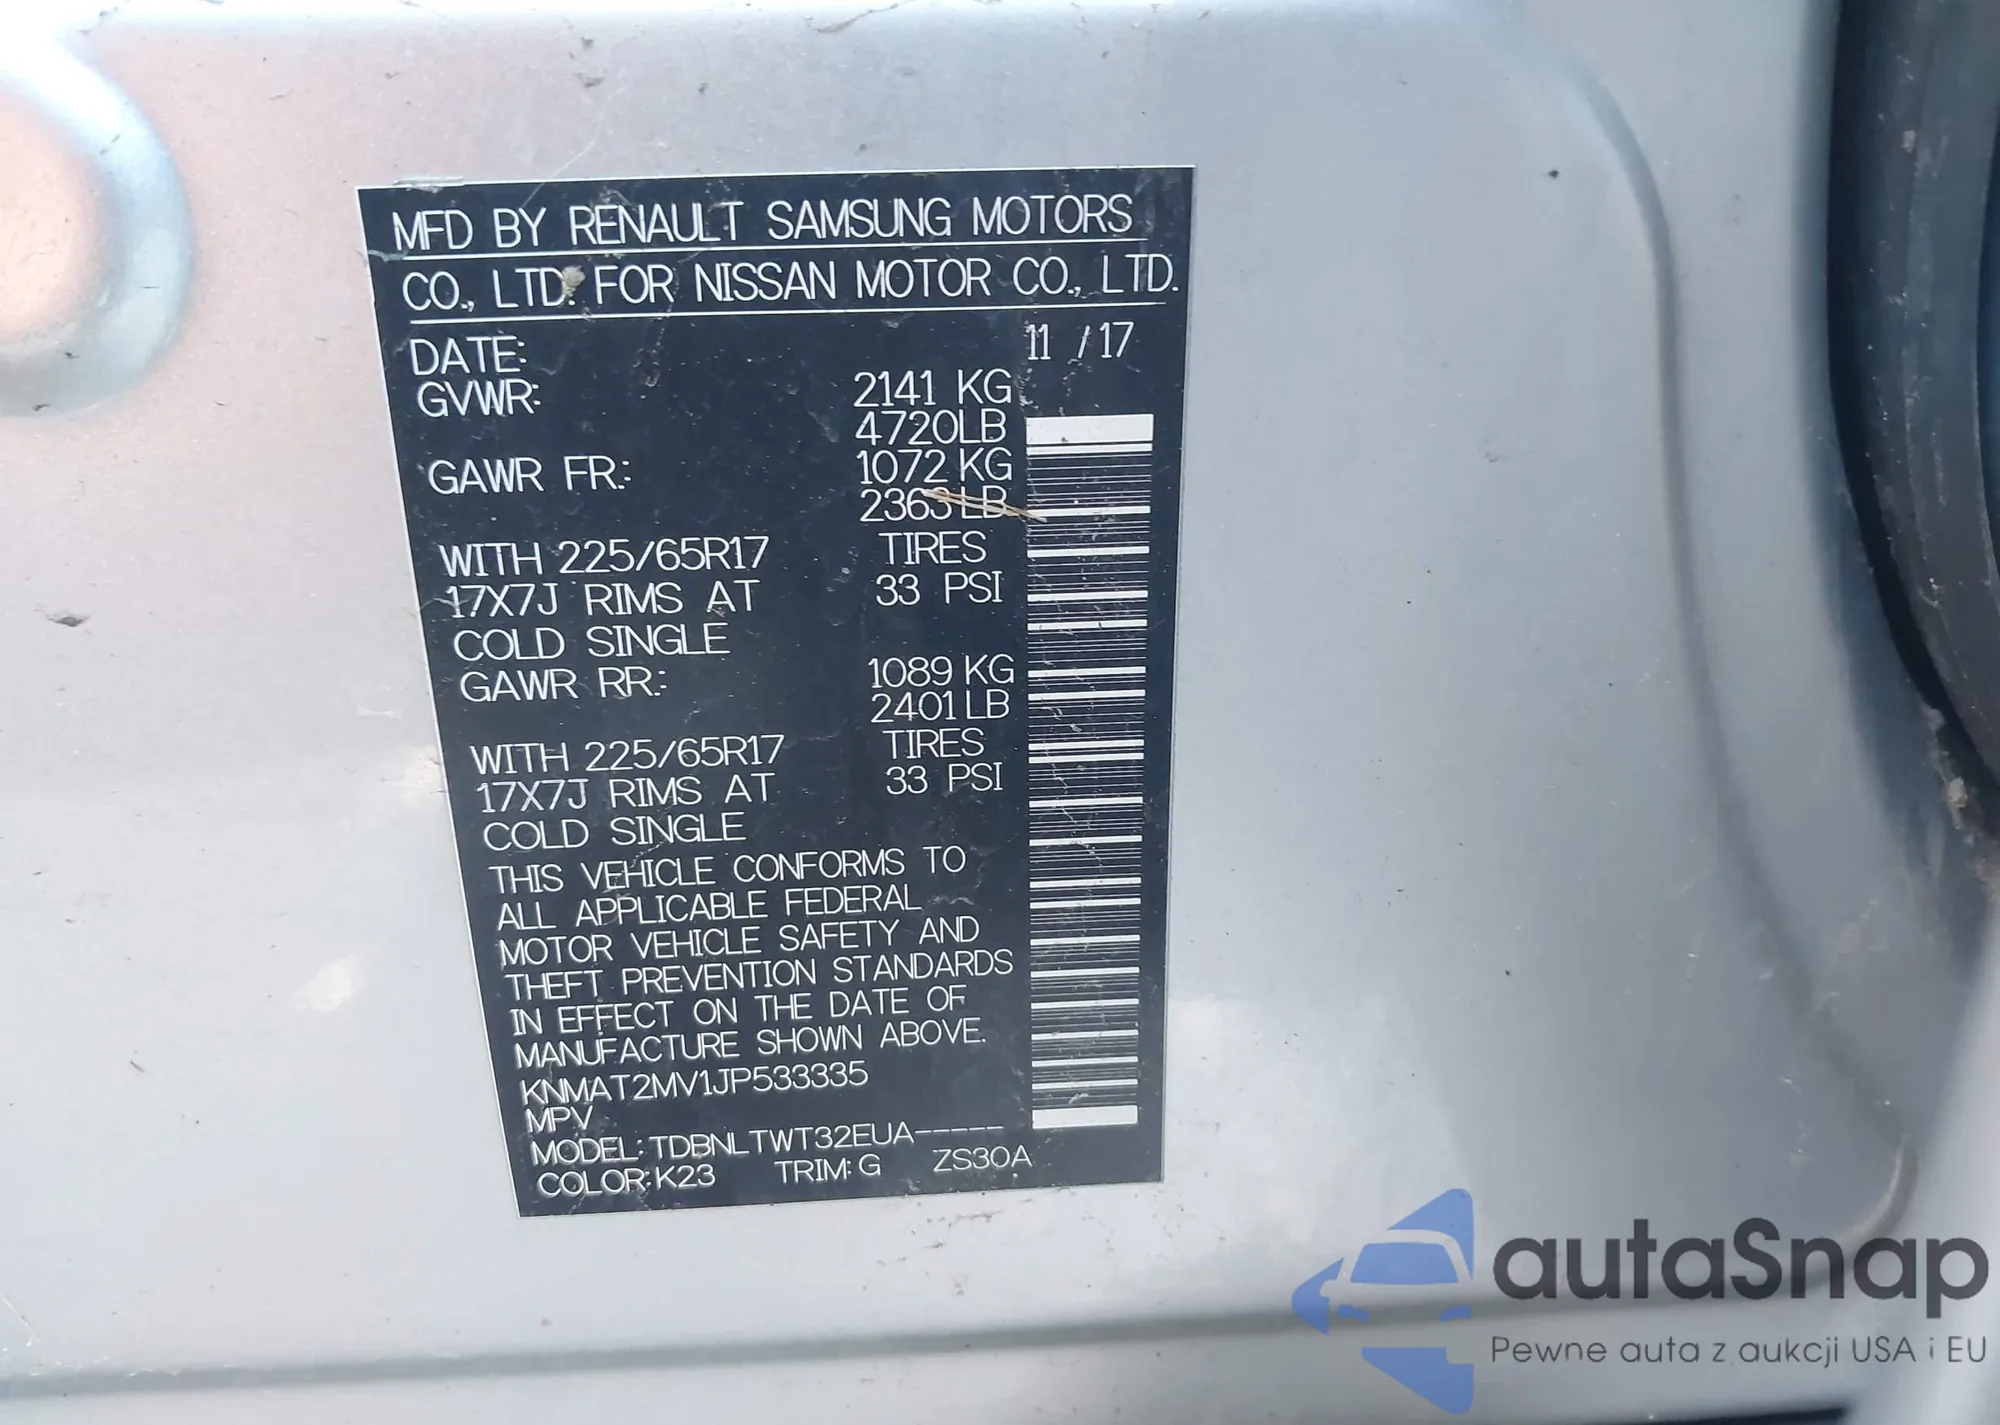 MFD BY RENAULT SAMSUNG MOTORS
CO., LTD. FOR NISSAN MOTOR CO., LTD.
DATE: 11 / 17
GVWR: 2141 KG
4720LB
GAWR FR.: 1072 KG
2363 LB
WITH 225/65R17 TIRES
17X7J RIMS AT 33 PSI
COLD SINGLE
GAWR RR.: 1089 KG
2401 LB
WITH 225/65R17 TIRES
17X7J RIMS AT 33 PSI
COLD SINGLE
THIS VEHICLE CONFORMS TO
ALL APPLICABLE FEDERAL
MOTOR VEHICLE SAFETY AND
THEFT PREVENTION STANDARDS
IN EFFECT ON THE DATE OF
MANUFACTURE SHOWN ABOVE.
KNMAT2MV1JP533335
MPV
MODEL: TDBNLTWT32EUA-----
COLOR: K23 TRIM: G ZS30A
autaSnap
Pewne auta z aukcji USA i EU